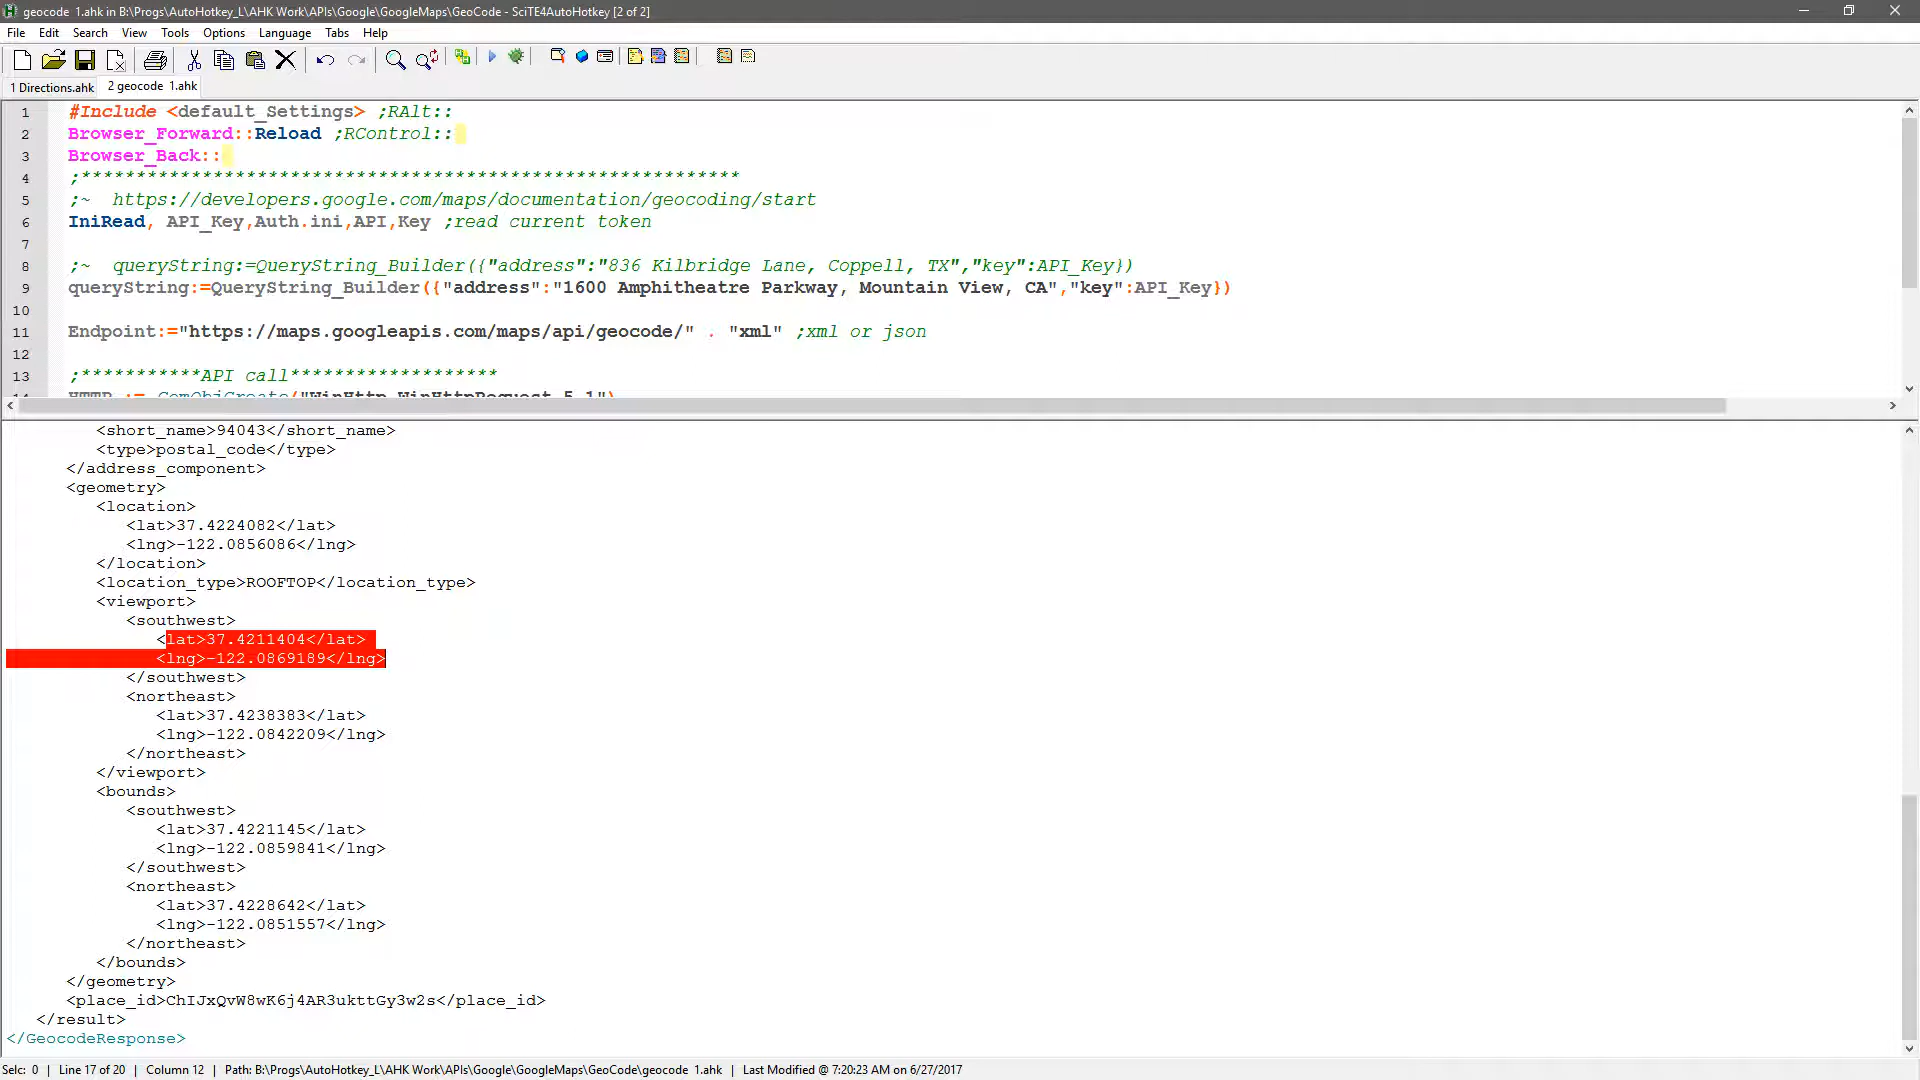 geocode 1.ahk in B:\Progs\AutoHotkey_L\AHK Work\APIs\Google\GoogleMaps\GeoCode - SciTE4AutoHotkey [2 of 2]
File Edit Search View Tools Options Language Tabs Help
1 Directions.ahk 2 geocode 1.ahk
1 #Include <default_Settings> ;RAlt::
2 Browser_Forward::Reload ;RControl::
3 Browser_Back::
4 ;************************************************************
5 ;~ https://developers.google.com/maps/documentation/geocoding/start
6 IniRead, API_Key,Auth.ini,API,Key ;read current token
7
8 ;~ queryString:=QueryString_Builder({"address":"836 Kilbridge Lane, Coppell, TX","key":API_Key})
9 queryString:=QueryString_Builder({"address":"1600 Amphitheatre Parkway, Mountain View, CA","key":API_Key})
10
11 Endpoint:="https://maps.googleapis.com/maps/api/geocode/" . "xml" ;xml or json
12
13 ;***********API call*******************
14 HTTP := ComObjCreate("WinHttp.WinHttpRequest.5.1")
<short_name>94043</short_name>
<type>postal_code</type>
</address_component>
<geometry>
<location>
<lat>37.4224082</lat>
<lng>-122.0856086</lng>
</location>
<location_type>ROOFTOP</location_type>
<viewport>
<southwest>
<lat>37.4211404</lat>
<lng>-122.0869189</lng>
</southwest>
<northeast>
<lat>37.4238383</lat>
<lng>-122.0842209</lng>
</northeast>
</viewport>
<bounds>
<southwest>
<lat>37.4221145</lat>
<lng>-122.0859841</lng>
</southwest>
<northeast>
<lat>37.4228642</lat>
<lng>-122.0851557</lng>
</northeast>
</bounds>
</geometry>
<place_id>ChIJxQvW8wK6j4AR3ukttGy3w2s</place_id>
</result>
</GeocodeResponse>
Selc: 0 | Line 17 of 20 | Column 12 | Path: B:\Progs\AutoHotkey_L\AHK Work\APIs\Google\GoogleMaps\GeoCode\geocode 1.ahk | Last Modified @ 7:20:23 AM on 6/27/2017